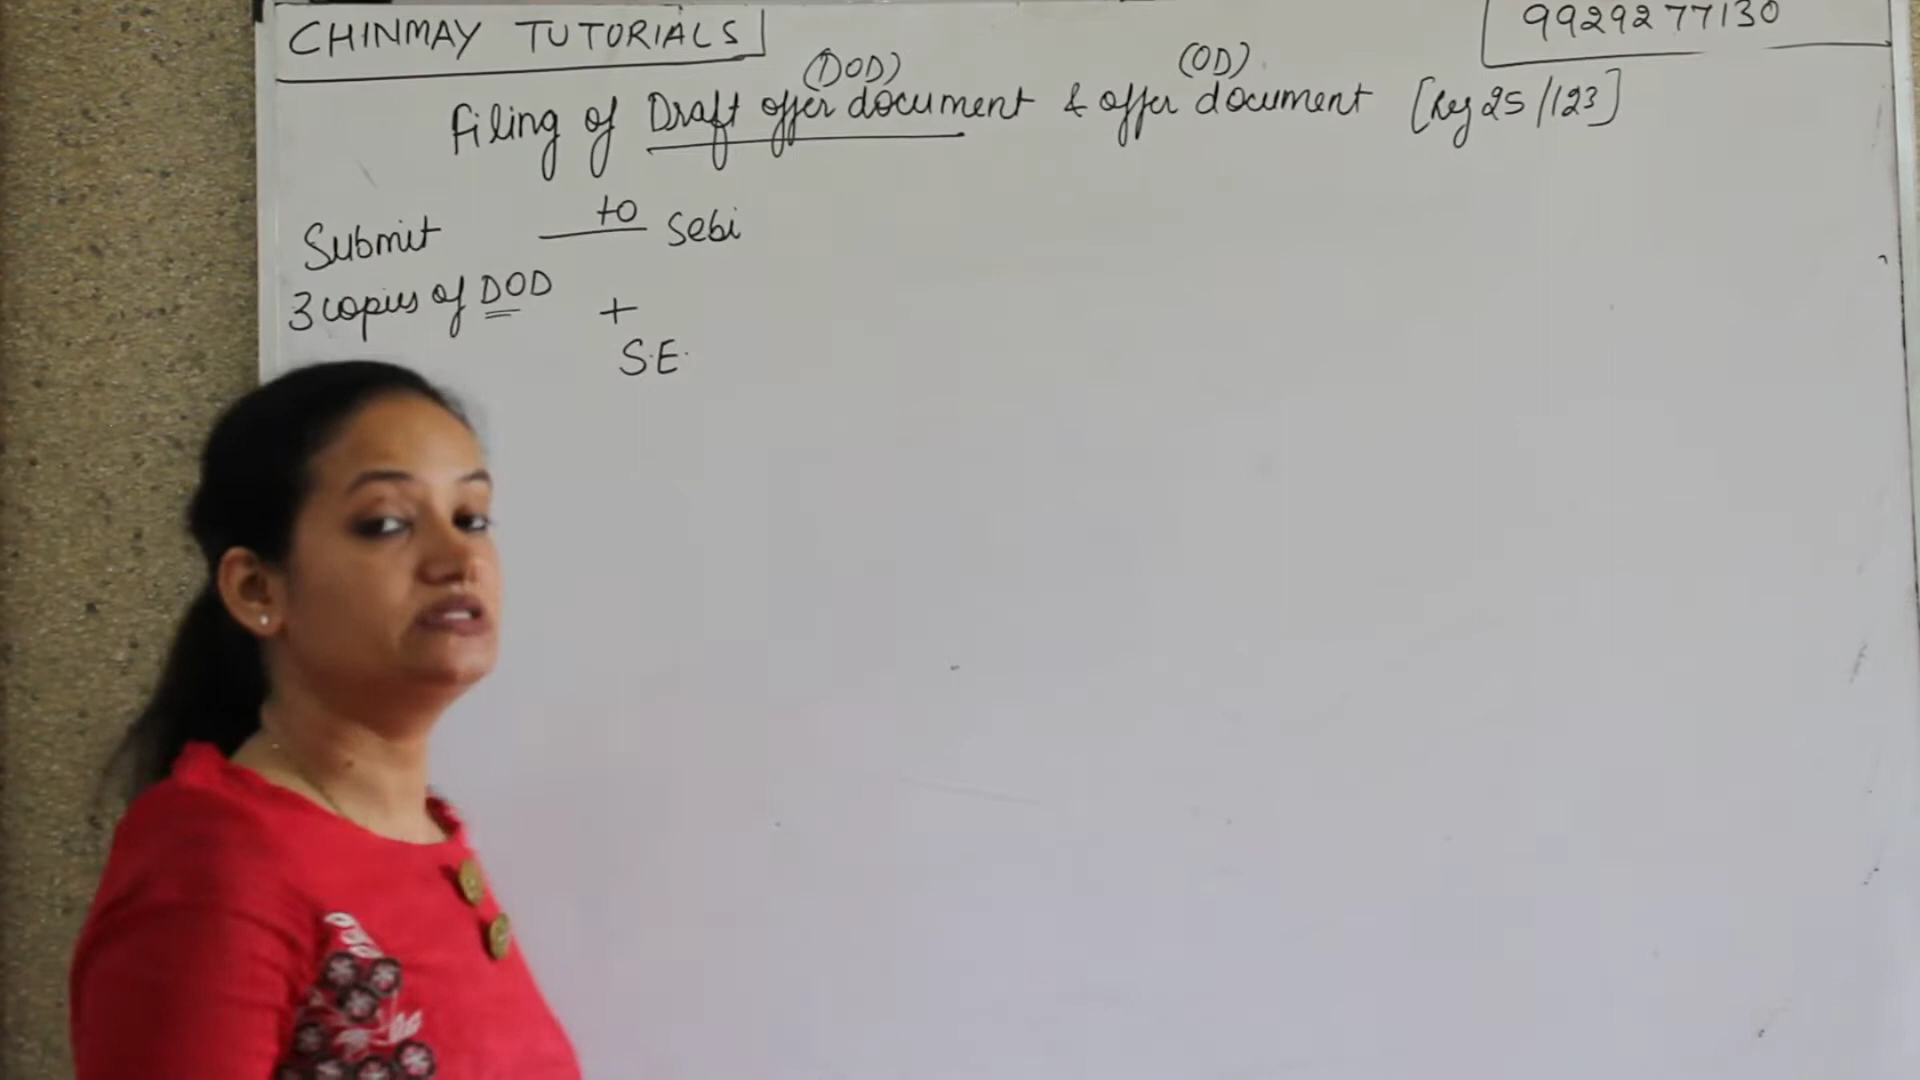 CHINMAY TUTORIALS
9929277130
(DOD) (OD)
Filing of Draft offer document & offer document [Reg 25/123]
Submit to Sebi
3 copies of DOD +
S.E.